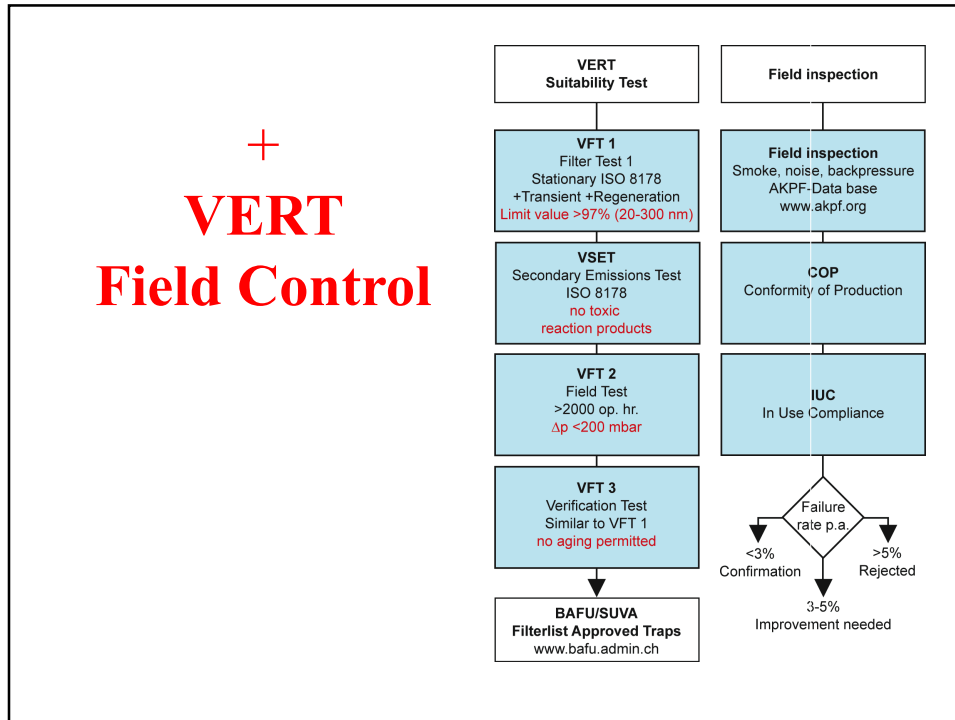 +
VERT
Field Control
VERT
Suitability Test
VFT 1
Filter Test 1
Stationary ISO 8178
+Transient +Regeneration
Limit value >97% (20-300 nm)
VSET
Secondary Emissions Test
ISO 8178
no toxic
reaction products
VFT 2
Field Test
>2000 op. hr.
Δp <200 mbar
VFT 3
Verification Test
Similar to VFT 1
no aging permitted
BAFU/SUVA
Filterlist Approved Traps
www.bafu.admin.ch
Field inspection
Field inspection
Smoke, noise, backpressure
AKPF-Data base
www.akpf.org
COP
Conformity of Production
IUC
In Use Compliance
Failure
rate p.a.
<3%
Confirmation
>5%
Rejected
3-5%
Improvement needed